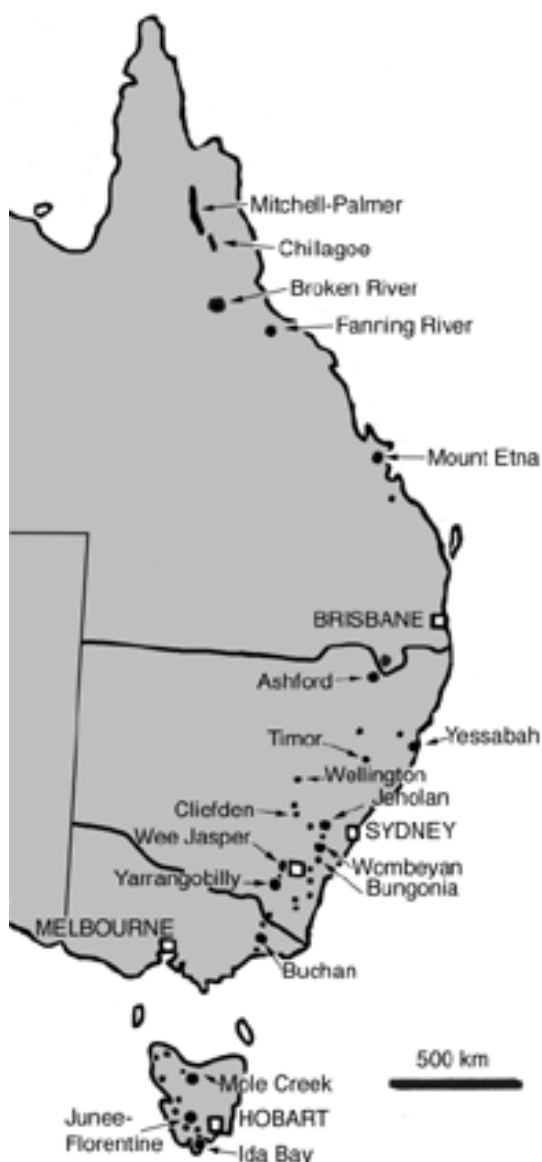 Mitchell-Palmer
Chillagoe
Broken River
Fanning River
Mount Etna
BRISBANE
Ashford
Timor
Yessabah
Wellington
Cliefden
Jenolan
SYDNEY
Wee Jasper
Wombeyan
Yarrangobilly
Bungonia
MELBOURNE
Buchan
500 km
Mole Creek
Junee-
Florentine
HOBART
Ida Bay